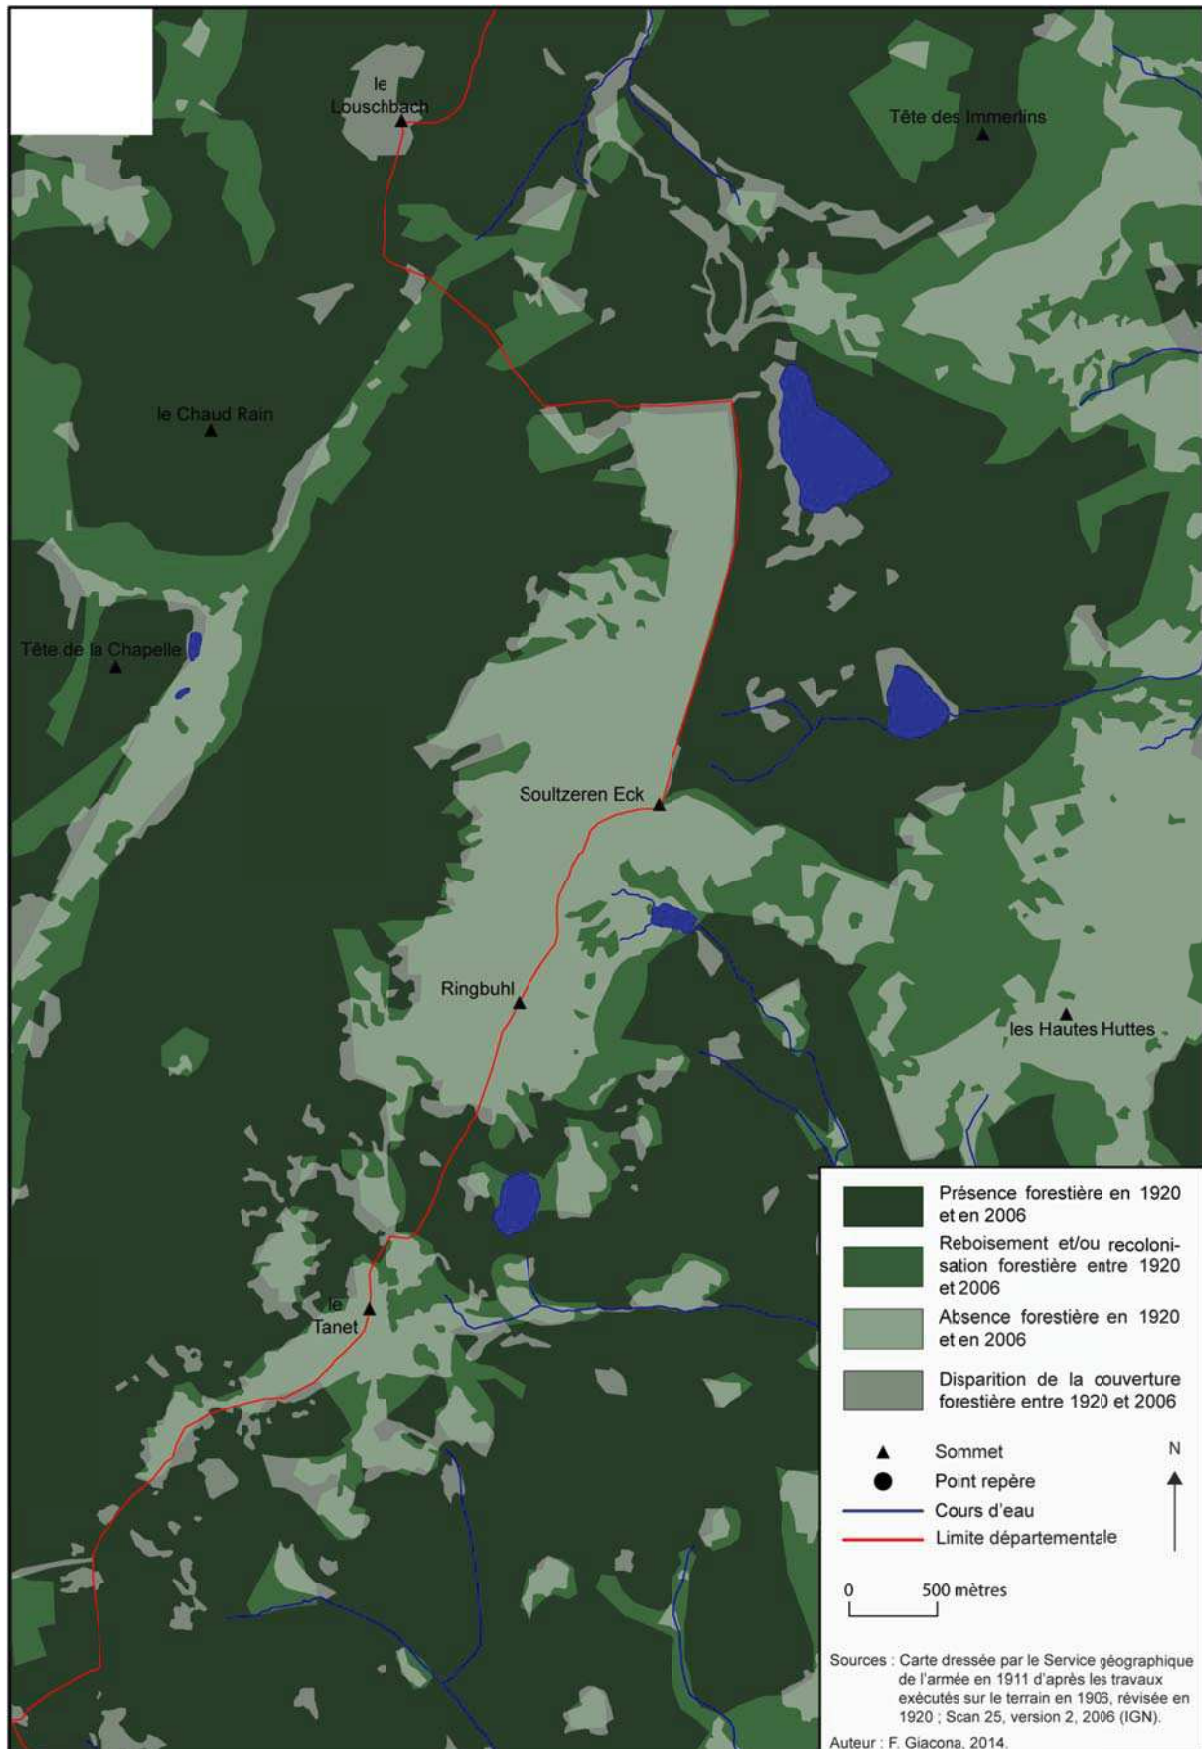 le
Louschbach
Tête des Immerlins
le Chaud Rain
Tête de la Chapelle
Soultzeren Eck
Ringbuhl
les Hautes Huttes
le
Tanet
Présence forestière en 1920
et en 2006
Reboisement et/ou recoloni-
sation forestière entre 1920
et 2006
Absence forestière en 1920
et en 2006
Disparition de la couverture
forestière entre 1920 et 2006
Sommet
N
Point repère
Cours d'eau
Limite départementale
0 500 mètres
Sources : Carte dressée par le Service géographique
de l'armée en 1911 d'après les travaux
exécutés sur le terrain en 1903, révisée en
1920 ; Scan 25, version 2, 2006 (IGN).
Auteur : F. Giacona, 2014.